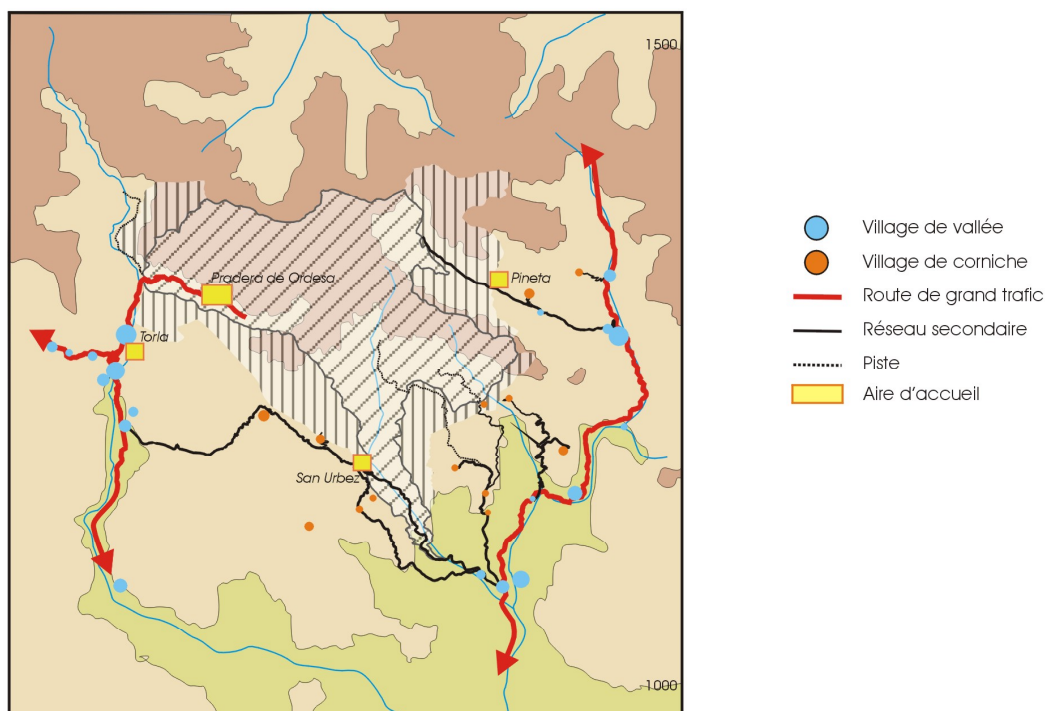 1500
Pradera de Ordesa
Pineta
Torla
San Urbez
1000
Village de vallée
Village de corniche
Route de grand trafic
Réseau secondaire
Piste
Aire d'accueil